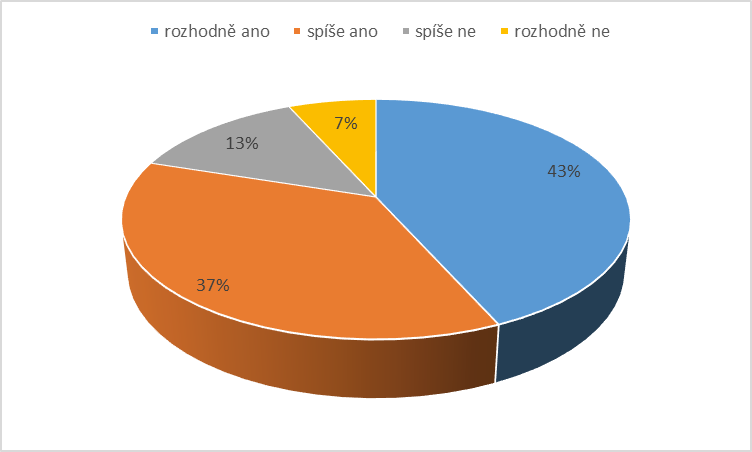 rozhodně ano spíše ano spíše ne rozhodně ne
7%
13%
43%
37%